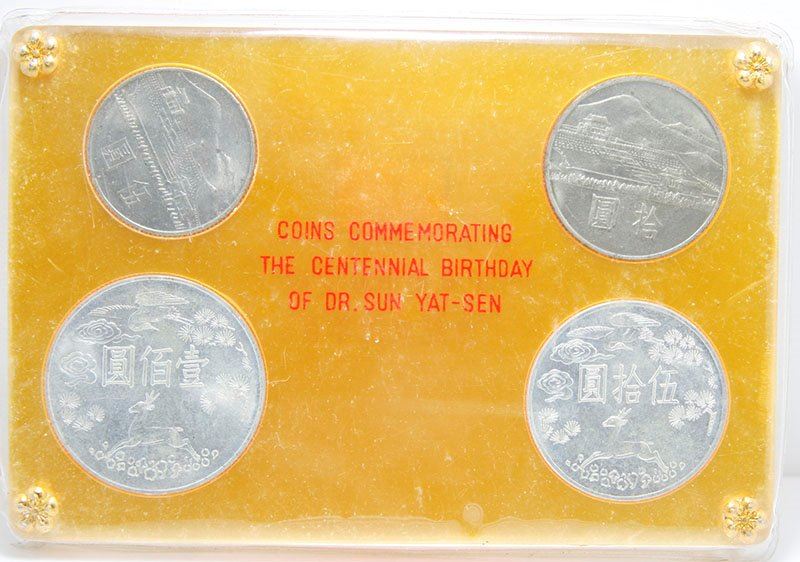 伍圓
拾圓
COINS COMMEMORATING
THE CENTENNIAL BIRTHDAY
OF DR. SUN YAT-SEN
圓佰壹
圓拾伍